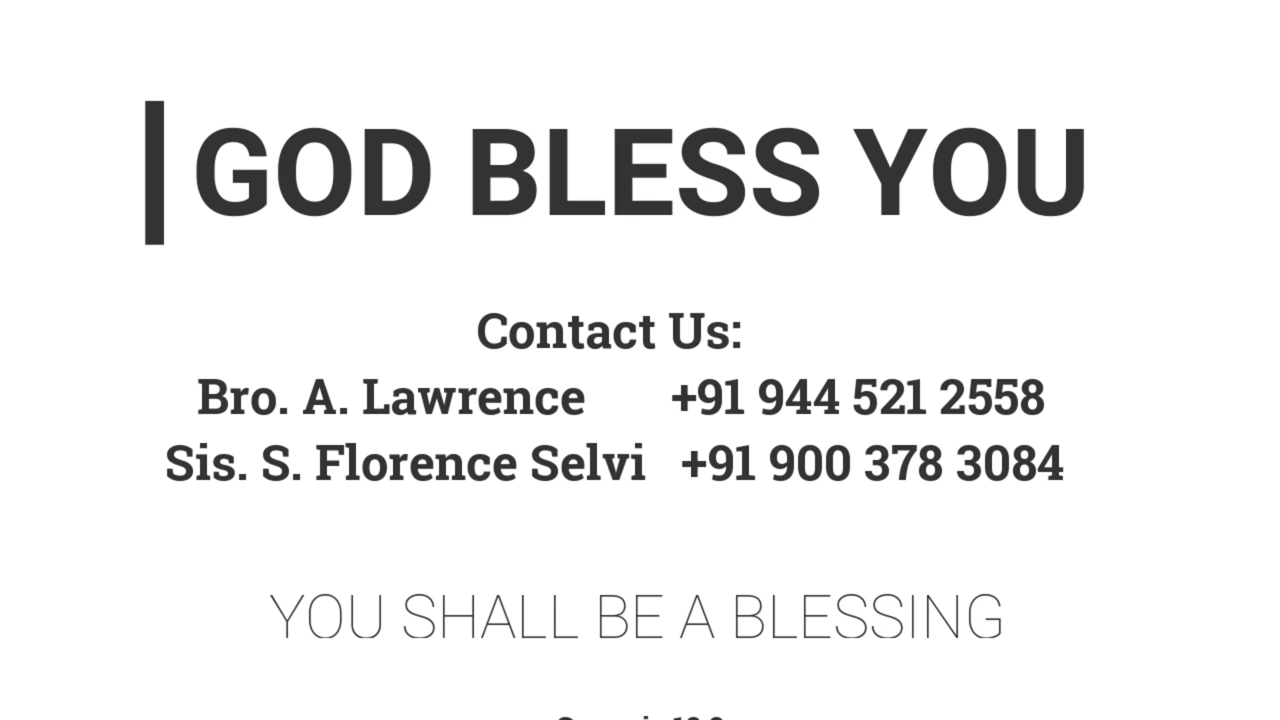 GOD BLESS YOU
Contact Us:
Bro. A. Lawrence +91 944 521 2558
Sis. S. Florence Selvi +91 900 378 3084
YOU SHALL BE A BLESSING